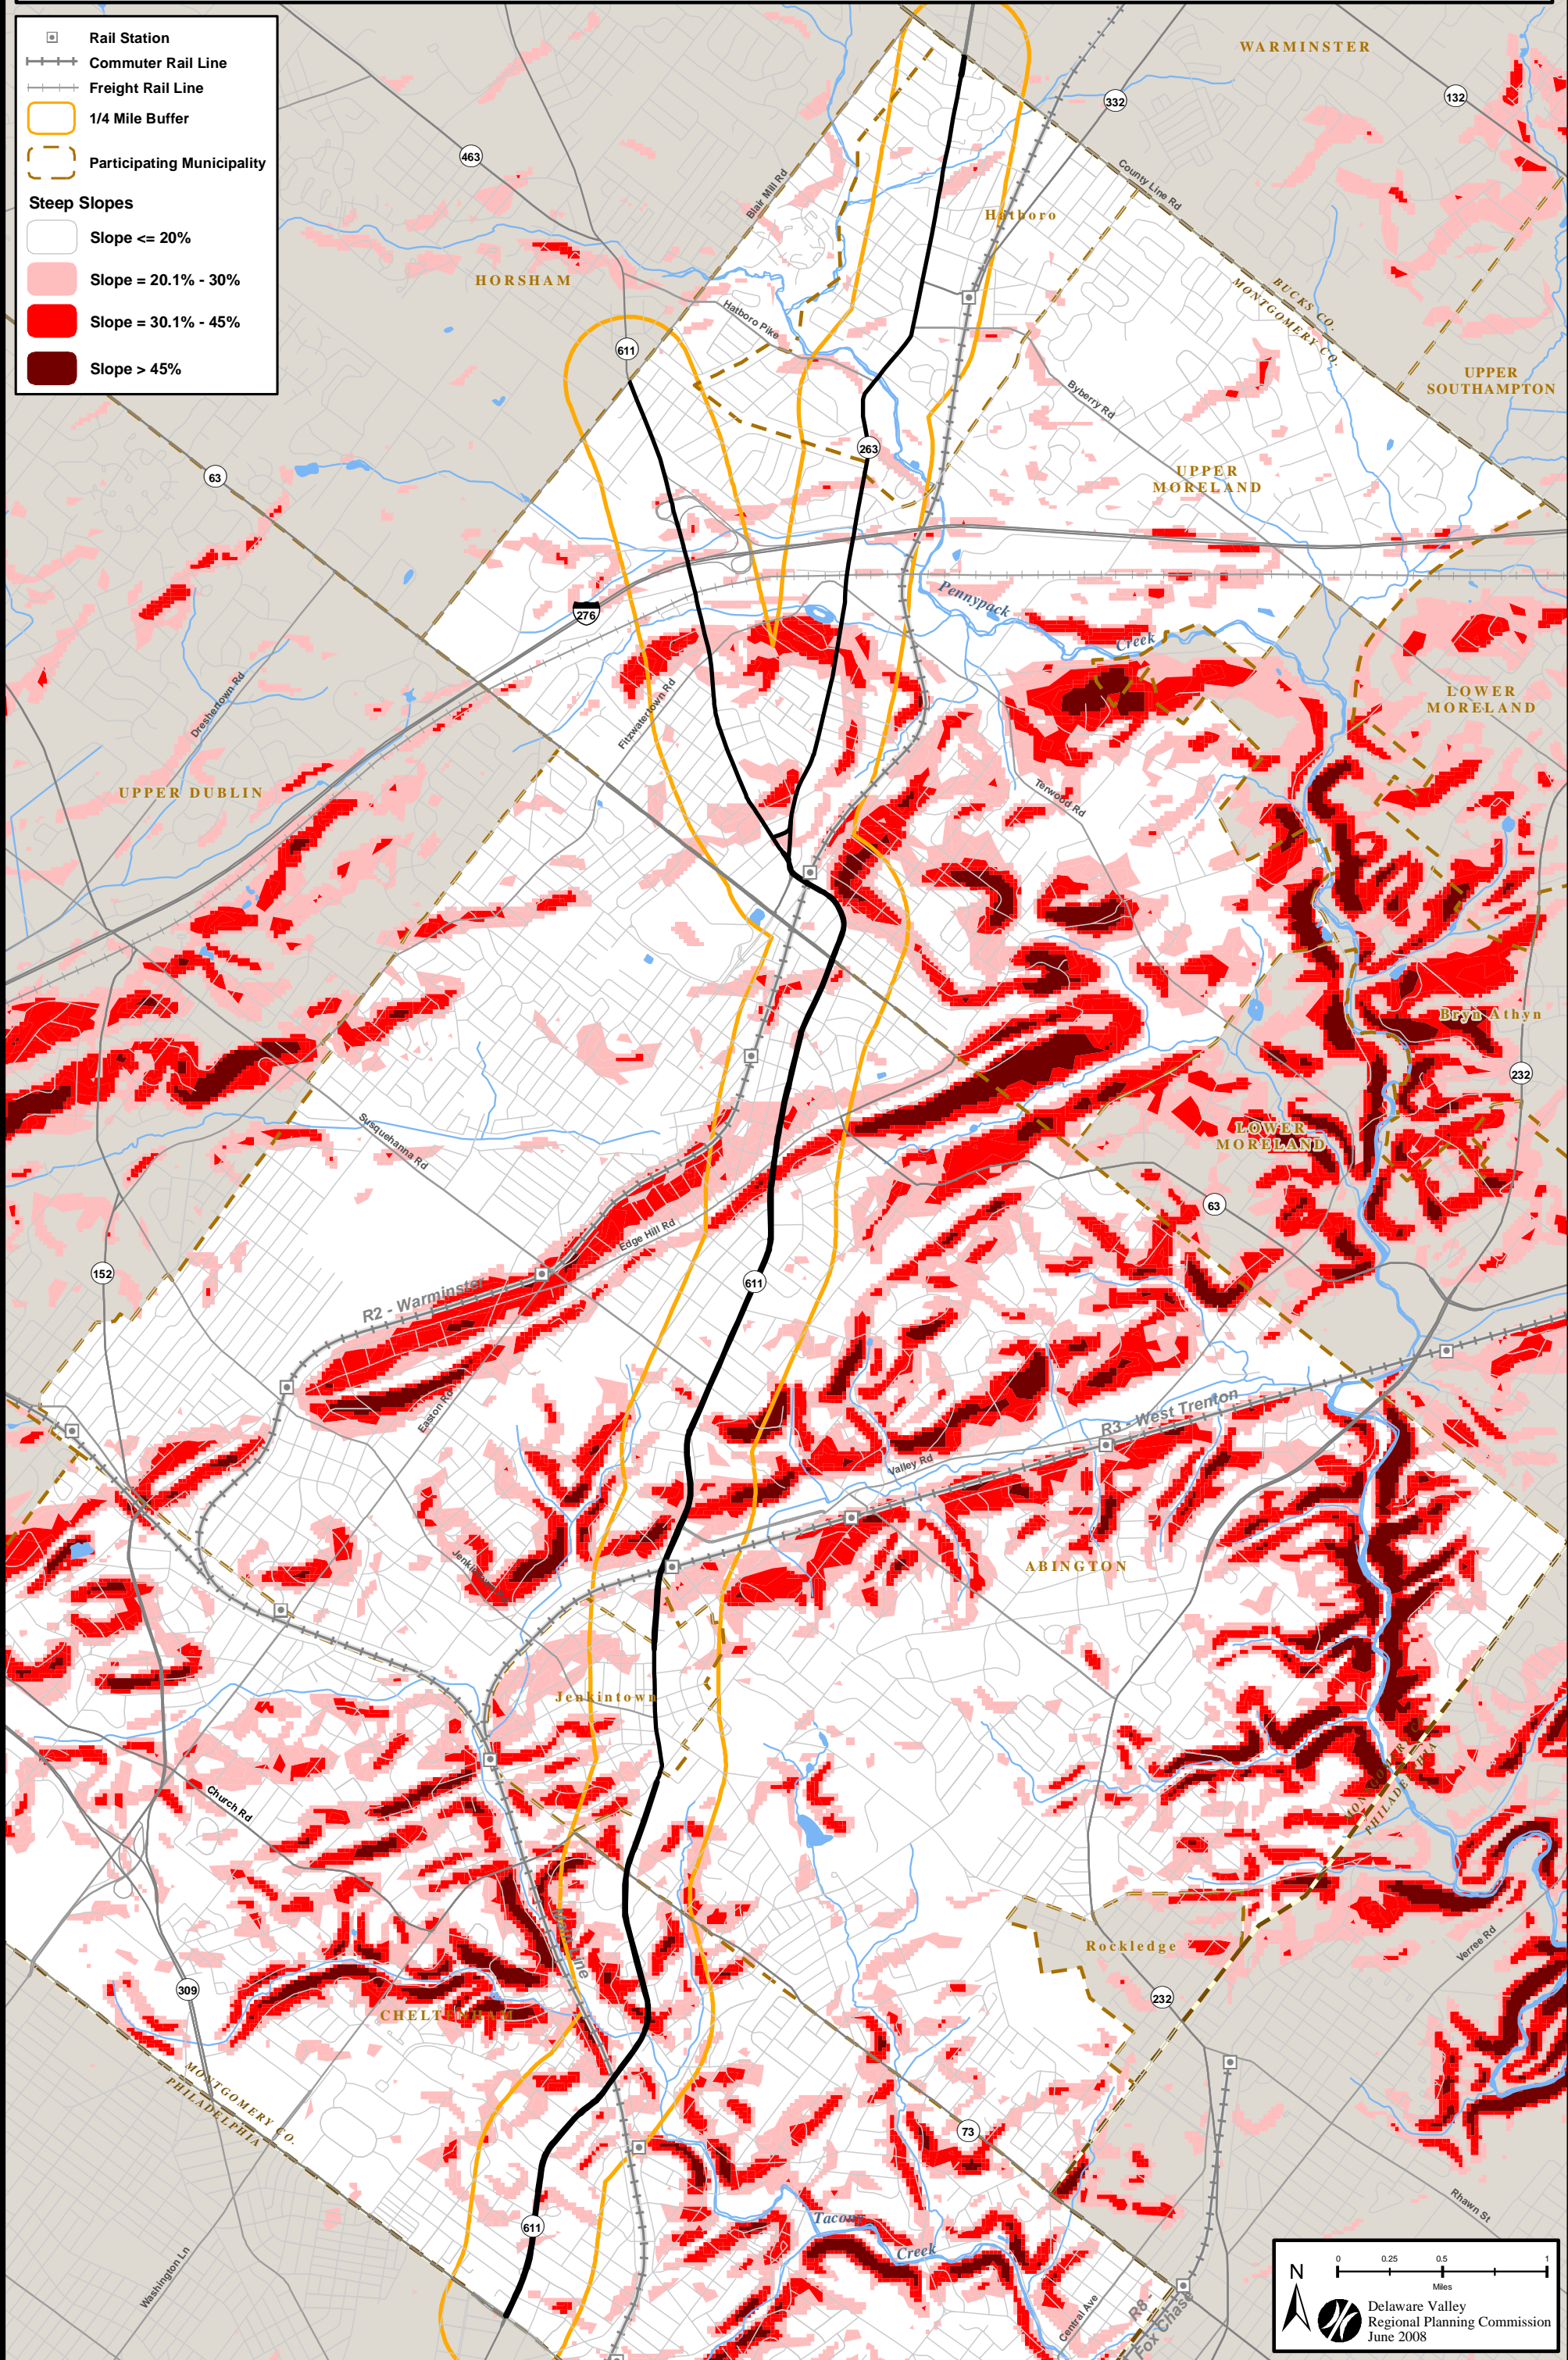 Rail Station
Commuter Rail Line
Freight Rail Line
1/4 Mile Buffer
Participating Municipality
Steep Slopes
Slope <= 20%
Slope = 20.1% - 30%
Slope = 30.1% - 45%
Slope > 45%
WARMINSTER
332
132
463
County Line Rd
Blair Mill Rd
Hatboro
HORSHAM
BUCKS CO.
MONTGOMERY CO.
Hatboro Pike
611
UPPER
SOUTHAMPTON
Byberry Rd
263
63
UPPER
MORELAND
276
Pennypack
Creek
Dreshertown Rd
Fitzwatertown Rd
LOWER
MORELAND
UPPER DUBLIN
Terwood Rd
Bryn Athyn
232
Susquehanna Rd
LOWER
MORELAND
63
Edge Hill Rd
152
611
R2 - Warminster
Easton Rd
R3 - West Trenton
Valley Rd
ABINGTON
Jenkintown
MONTGOMERY CO.
PHILADELPHIA
Church Rd
Main Line
Rockledge
Verree Rd
309
232
CHELTENHAM
MONTGOMERY CO.
PHILADELPHIA
73
Rhawn St
611
Tacony
Creek
Washington Ln
Central Ave
R8 -
Fox Chase
N
0 0.25 0.5 1
Miles
Delaware Valley
Regional Planning Commission
June 2008